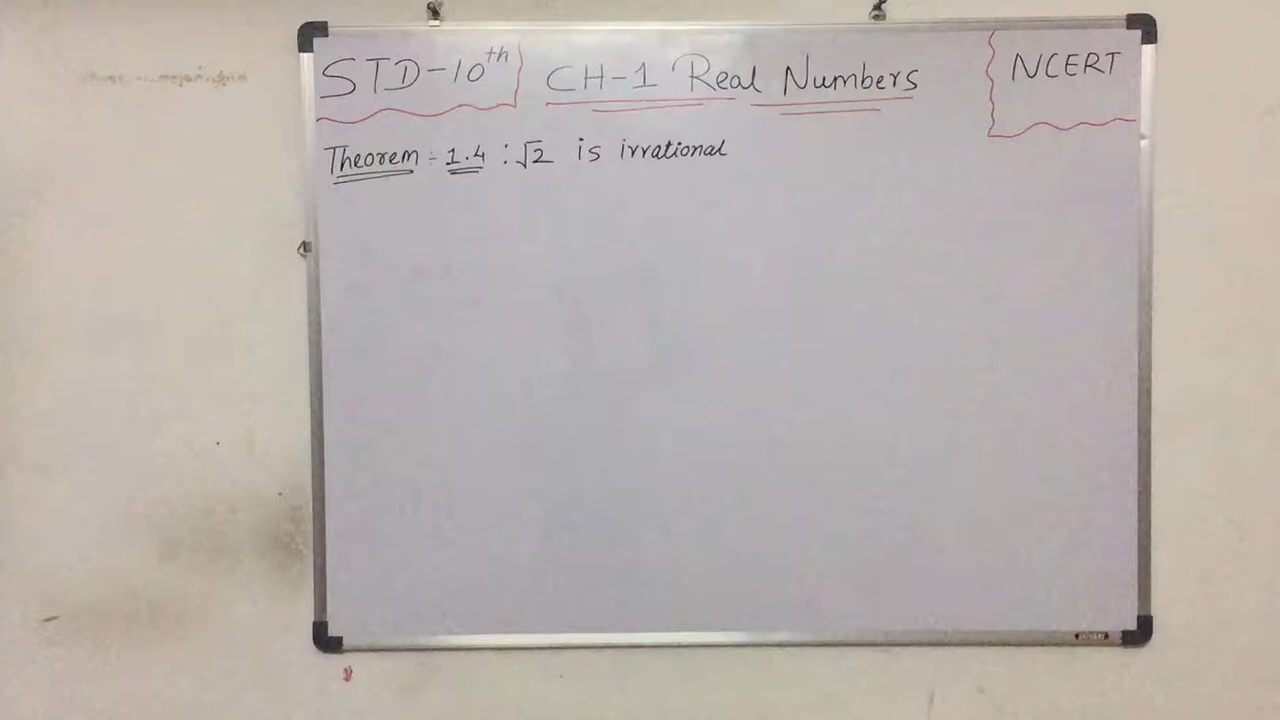 STD-10th CH-1 Real Numbers NCERT
Theorem ÷ 1.4 : √2 is irrational